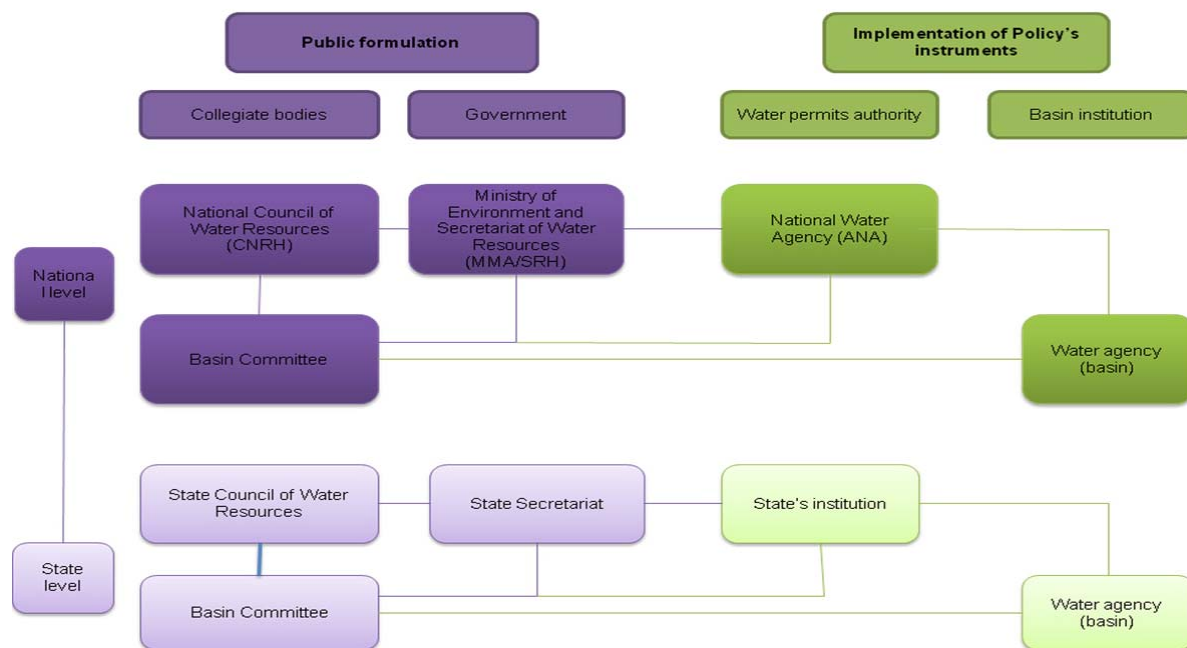 Public formulation
Implementation of Policy's
instruments
Collegiate bodies
Government
Water permits authority
Basin institution
National Council of
Water Resources
(CNRH)
Ministry of
Environment and
Secretariat of Water
Resources
(MMA/SRH)
National Water
Agency (ANA)
Nationa
l level
Basin Committee
Water agency
(basin)
State Council of Water
Resources
State Secretariat
State's institution
State
level
Basin Committee
Water agency
(basin)